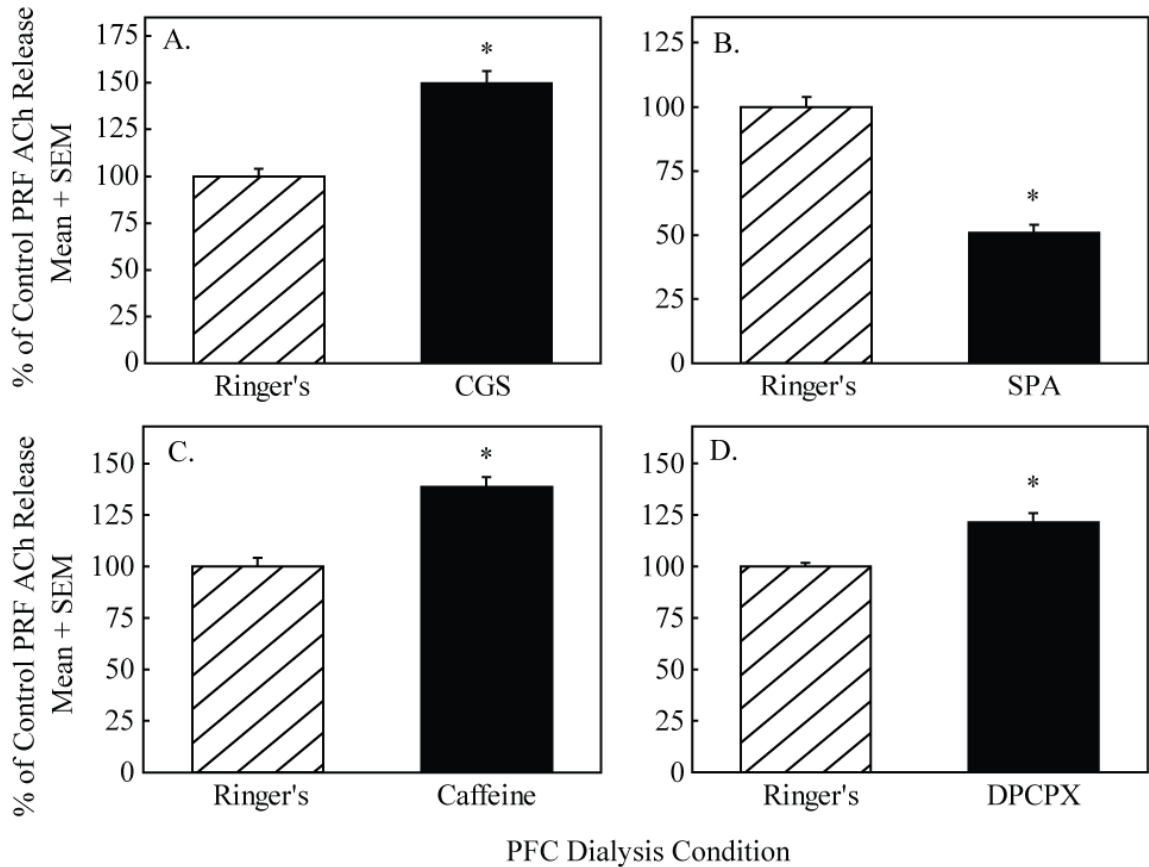 % of Control PRF ACh Release
Mean + SEM
A.
175
150
125
100
75
50
25
0
*
Ringer's
CGS
B.
125
100
75
50
25
0
*
Ringer's
SPA
% of Control PRF ACh Release
Mean + SEM
C.
150
125
100
75
50
25
0
*
Ringer's
Caffeine
D.
150
125
100
75
50
25
0
*
Ringer's
DPCPX
PFC Dialysis Condition